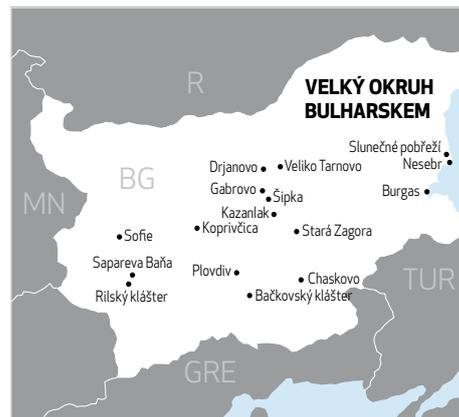 R
VELKÝ OKRUH
BULHARSKEM
Slunečné pobřeží
Nesebr
Drjanovo
Veliko Tarnovo
BG
Gabrovo
Šipka
Burgas
MN
Kazanlak
Koprivčica
Stará Zagora
Sofie
Sapareva Baňa
Plovdiv
Chaskovo
TUR
Rilský klášter
Bačkovský klášter
GRE